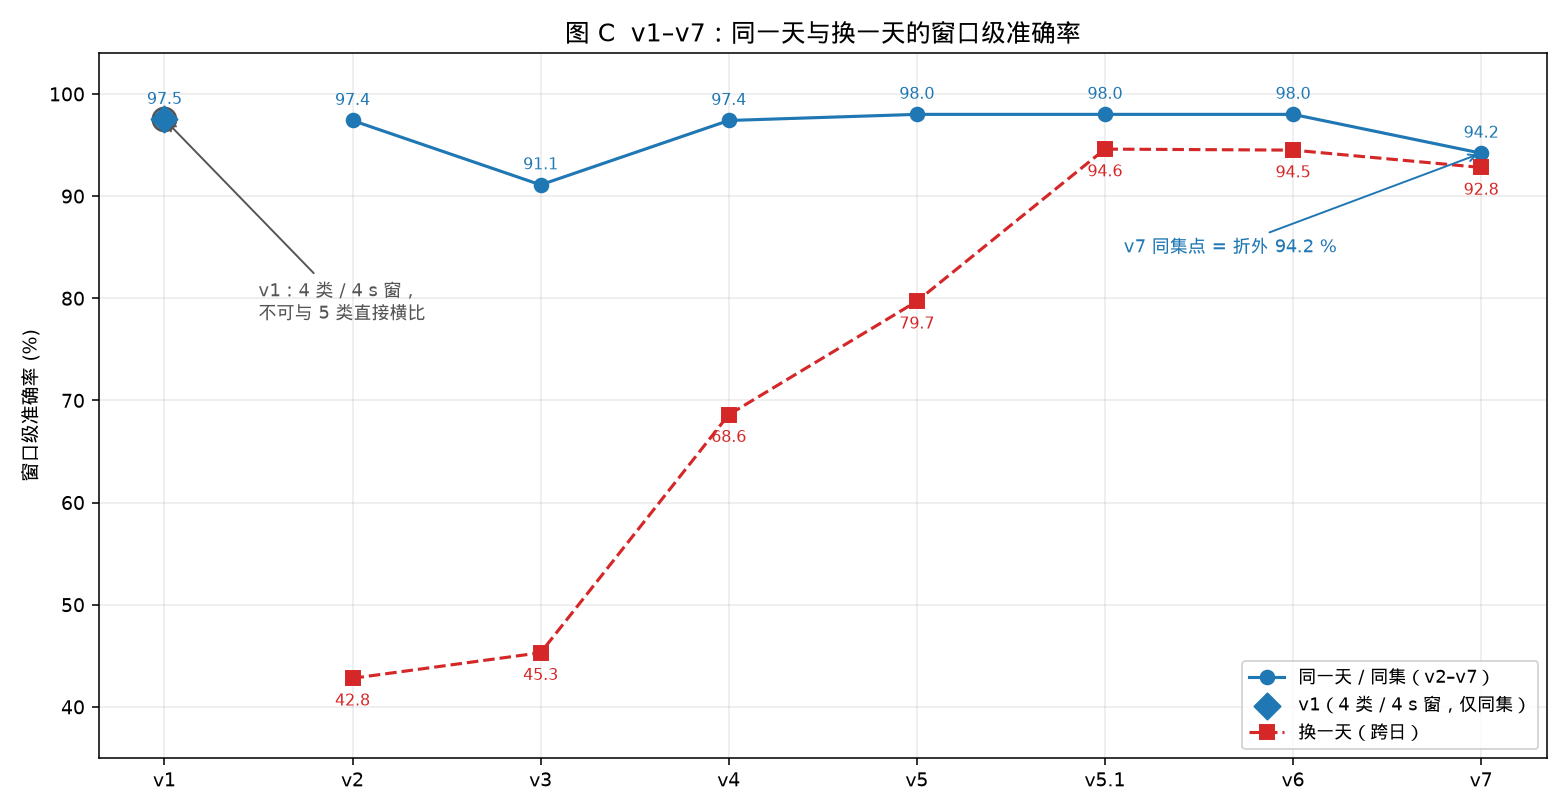 图 C  v1–v7：同一天与换一天的窗口级准确率
窗口级准确率 (%)
100
90
80
70
60
50
40
97.5
97.4
91.1
97.4
98.0
98.0
98.0
94.2
42.8
45.3
68.6
79.7
94.6
94.5
92.8
v1：4 类 / 4 s 窗，
不可与 5 类直接横比
v7 同集点 = 折外 94.2 %
同一天 / 同集（v2–v7）
v1（4 类 / 4 s 窗，仅同集）
换一天（跨日）
v1
v2
v3
v4
v5
v5.1
v6
v7